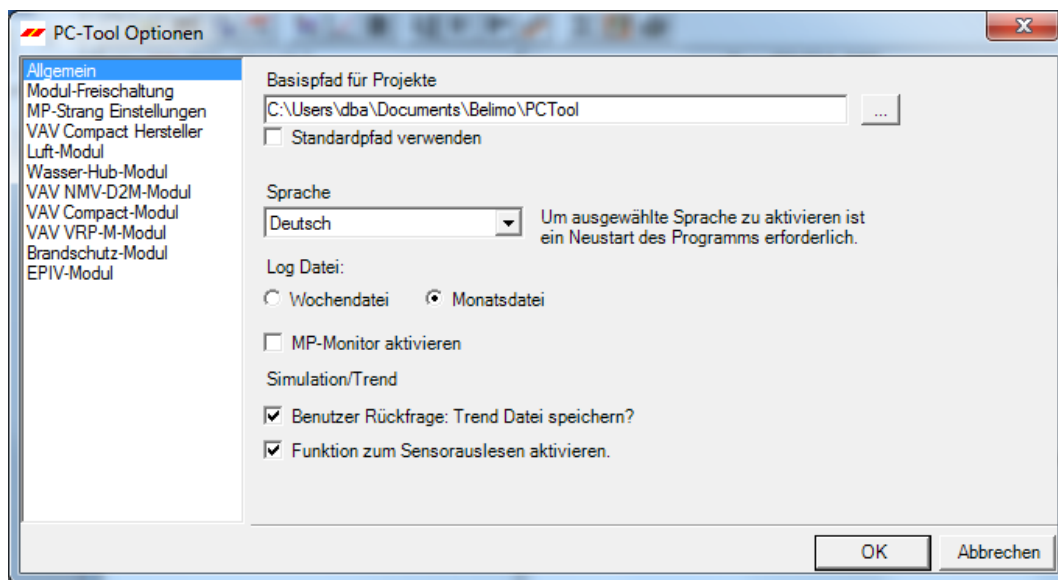 PC-Tool Optionen
Allgemein
Modul-Freischaltung
MP-Strang Einstellungen
VAV Compact Hersteller
Luft-Modul
Wasser-Hub-Modul
VAV NMV-D2M-Modul
VAV Compact-Modul
VAV VRP-M-Modul
Brandschutz-Modul
EPIV-Modul
Basispfad für Projekte
C:\Users\dba\Documents\Belimo\PCTool
...
Standardpfad verwenden
Sprache
Deutsch
Um ausgewählte Sprache zu aktivieren ist
ein Neustart des Programms erforderlich.
Log Datei:
Wochendatei Monatsdatei
MP-Monitor aktivieren
Simulation/Trend
Benutzer Rückfrage: Trend Datei speichern?
Funktion zum Sensorauslesen aktivieren.
OK Abbrechen